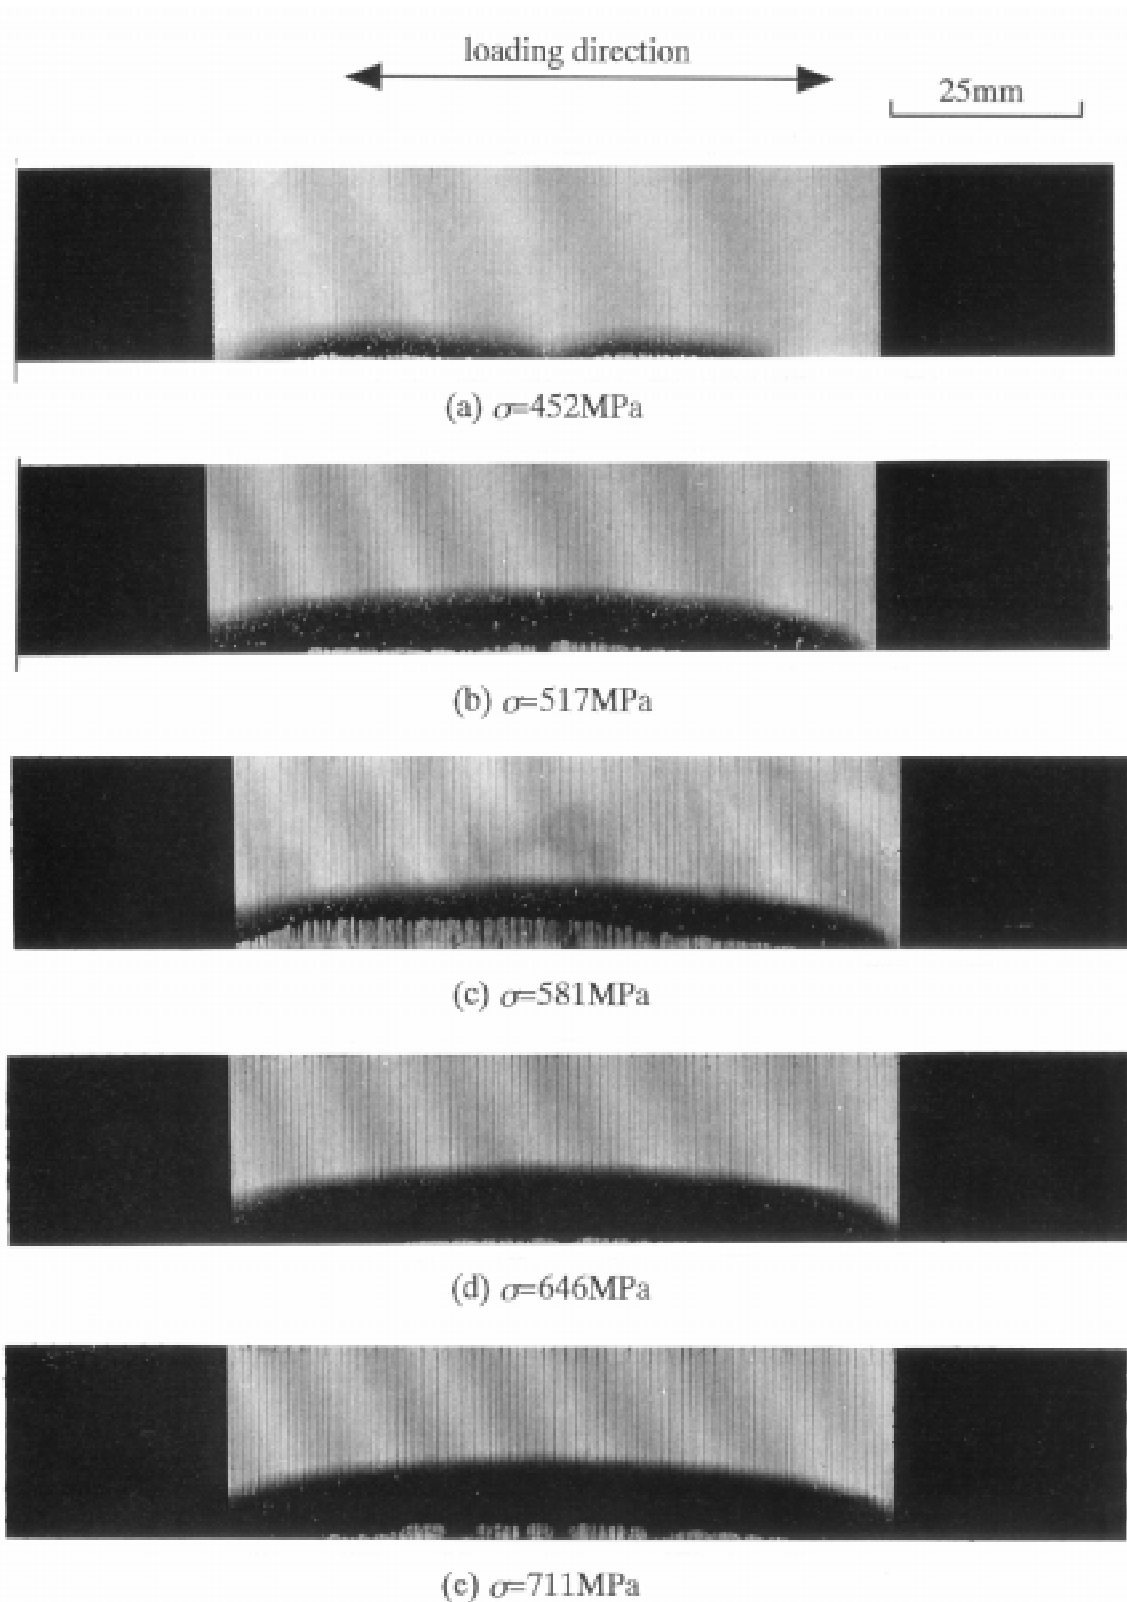 loading direction
25mm
(a) σ=452MPa
(b) σ=517MPa
(c) σ=581MPa
(d) σ=646MPa
(e) σ=711MPa